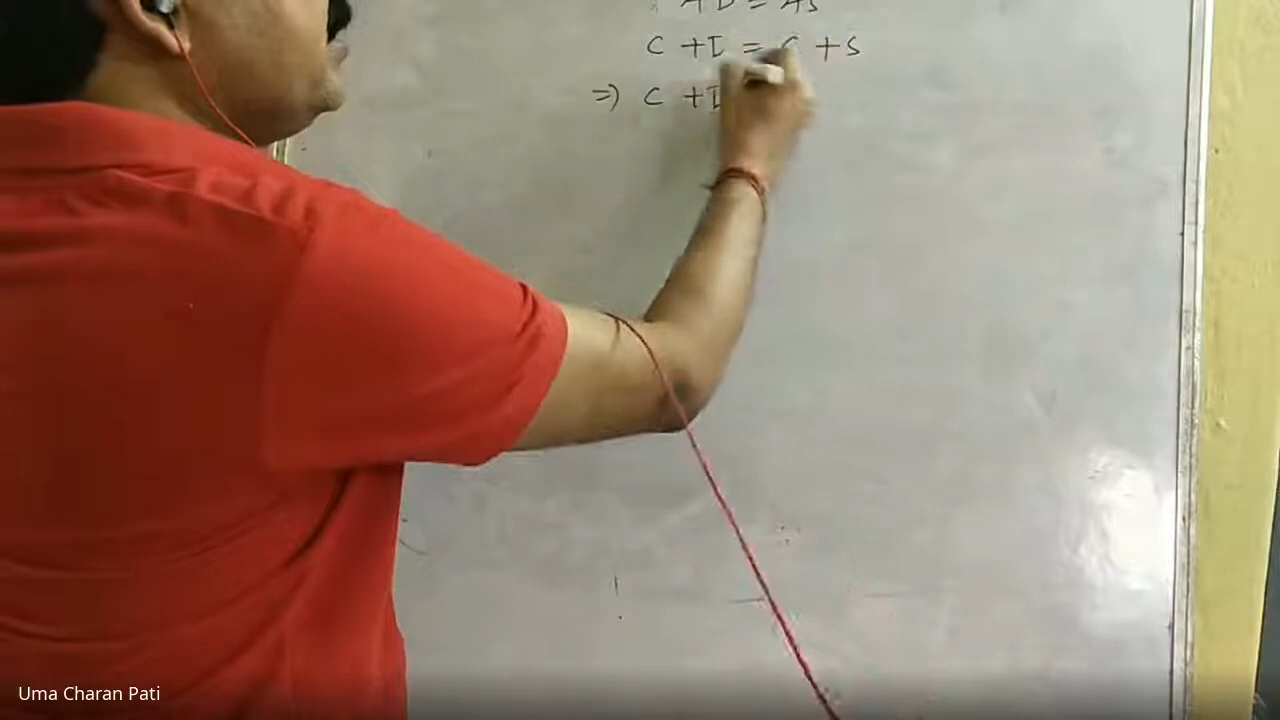 AD = AS
C + I = C + S
⇒) C + I
Uma Charan Pati